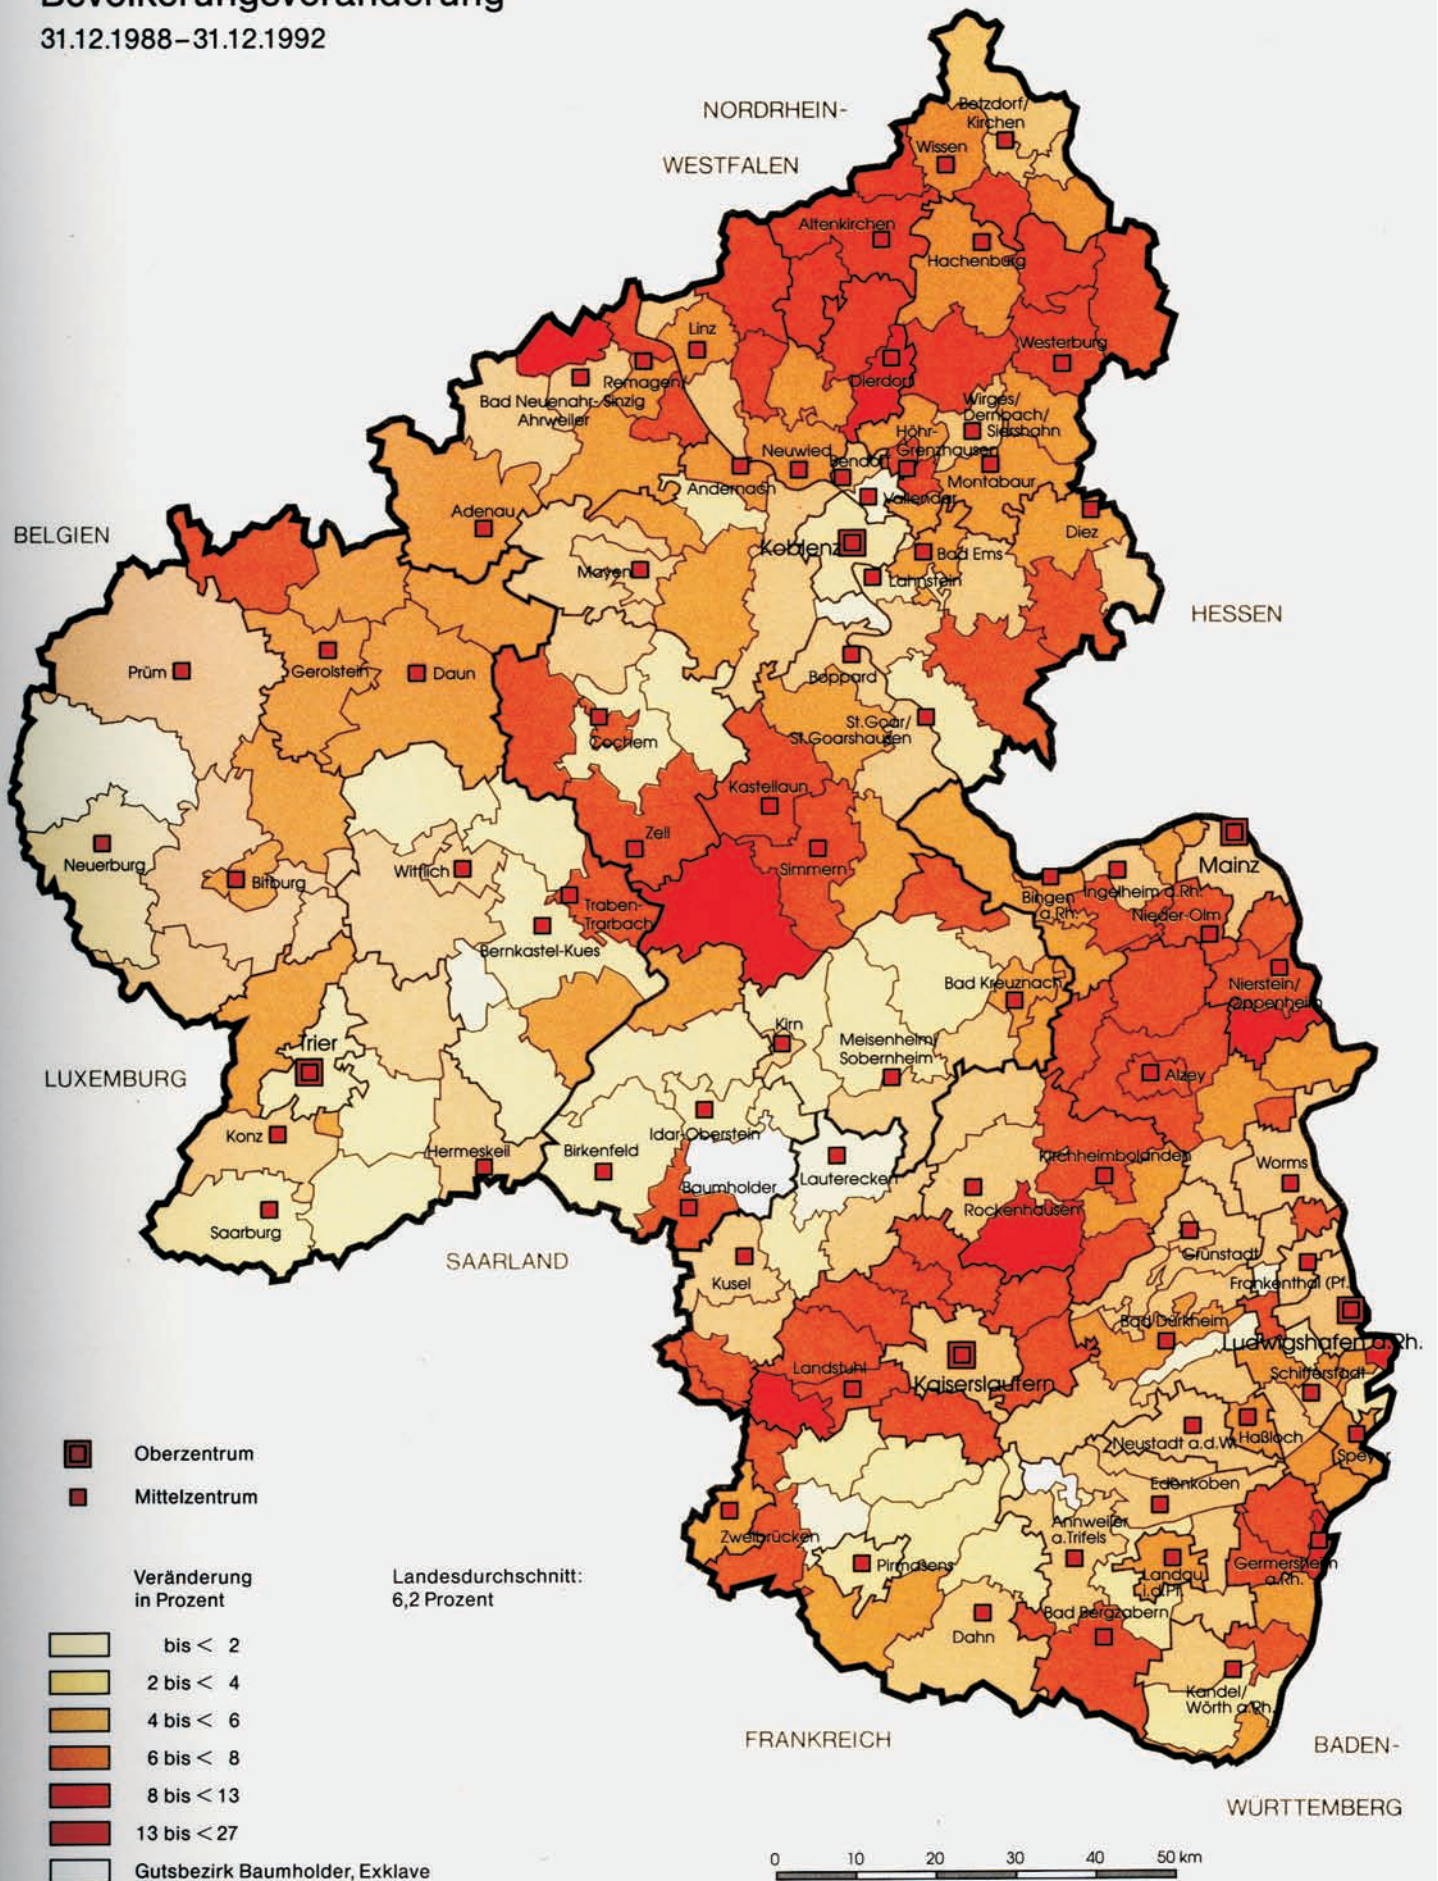 Bevölkerungsveränderung
31.12.1988–31.12.1992
NORDRHEIN-
WESTFALEN
Betzdorf/
Kirchen
Wissen
Altenkirchen
Hachenburg
Linz
Westerburg
Remagen/
Sinzig
Dierdorf
Bad Neuenahr-
Ahrweiler
Wirges/
Dernbach/
Siershahn
Höhr-
Grenzhausen
Neuwied
Bendorf
Montabaur
Andernach
Vallendar
Adenau
Diez
BELGIEN
Koblenz
Bad Ems
Mayen
Lahnstein
HESSEN
Prüm
Gerolstein
Daun
Boppard
St.Goar/
St.Goarshausen
Cochem
Kastellaun
Zell
Mainz
Neuerburg
Wittlich
Simmern
Bitburg
Bingen
a.Rh.
Ingelheim a.Rh.
Traben-
Trarbach
Nieder-Olm
Bernkastel-Kues
Bad Kreuznach
Nierstein/
Oppenheim
Kirn
Trier
Meisenheim/
Sobernheim
LUXEMBURG
Alzey
Konz
Idar-Oberstein
Hermeskeil
Birkenfeld
Kirchheimbolanden
Worms
Lauterecken
Baumholder
Rockenhausen
Saarburg
SAARLAND
Grünstadt
Kusel
Frankenthal (Pf.
Bad Dürkheim
Ludwigshafen a.Rh.
Landstuhl
Kaiserslautern
Schifferstadt
Neustadt a.d.W.
Haßloch
Speyer
Edenkoben
Annweiler
a.Trifels
Zweibrücken
Pirmasens
Landau
i.d.Pf.
Germersheim
a.Rh.
Bad Bergzabern
Dahn
Kandel/
Wörth a.Rh.
FRANKREICH
BADEN-
WÜRTTEMBERG
Oberzentrum
Mittelzentrum
Veränderung
in Prozent
Landesdurchschnitt:
6,2 Prozent
bis < 2
2 bis < 4
4 bis < 6
6 bis < 8
8 bis < 13
13 bis < 27
Gutsbezirk Baumholder, Exklave
0 10 20 30 40 50 km